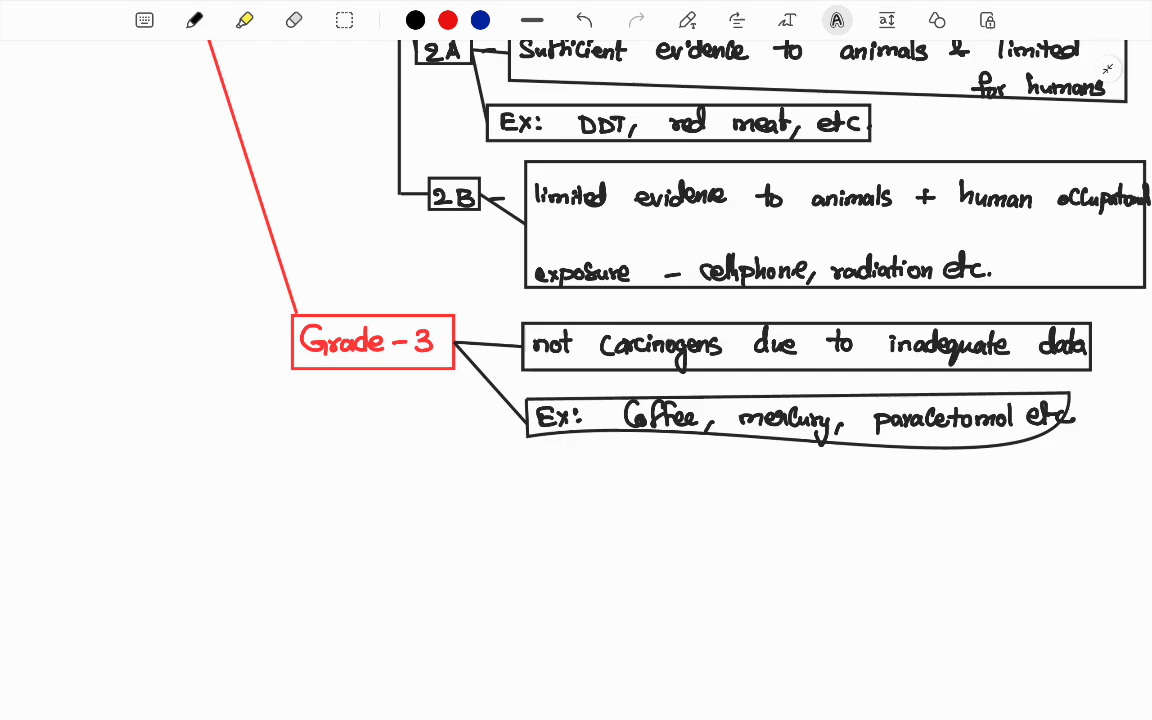 2A - Sufficient evidence to animals & limited
for humans
Ex: DDT, red meat, etc.
2B - limited evidence to animals + human occupational
exposure - cellphone, radiation etc.
Grade - 3 not carcinogens due to inadequate data
Ex: Coffee, mercury, paracetomol etc